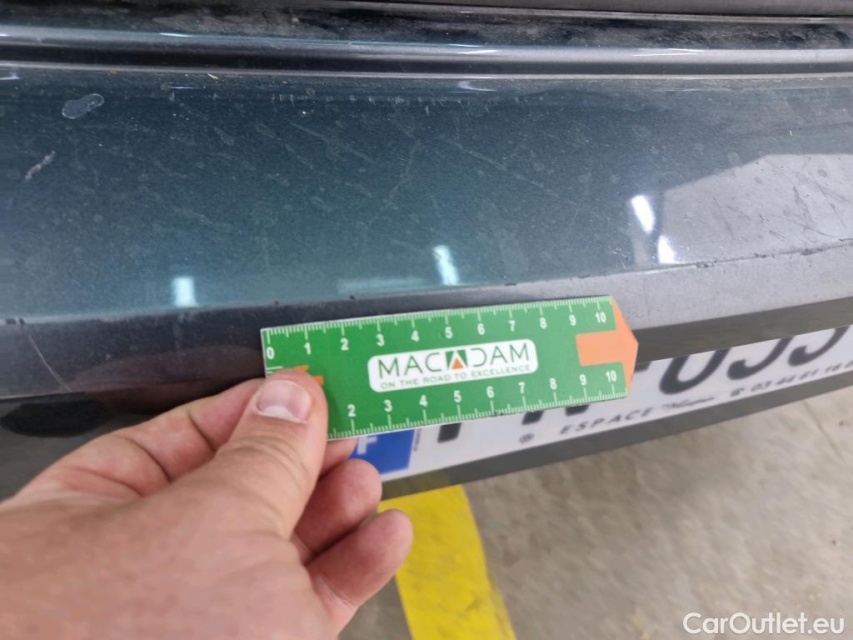 0 1 2 3 4 5 6 7 8 9 10
MACADAM
ON THE ROAD TO EXCELLENCE
2 3 4 5 6 7 8 9 10
F
ESPACE
CarOutlet.eu